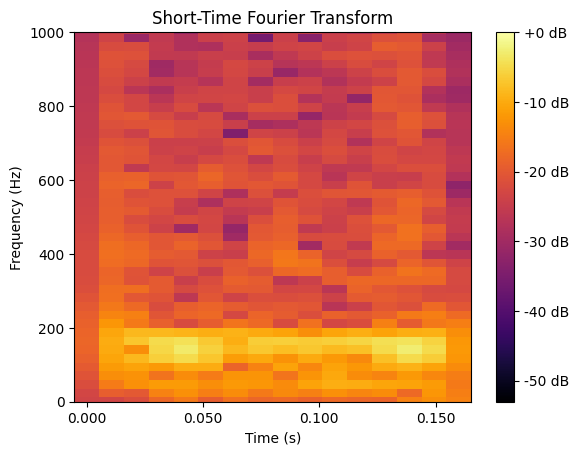 Short-Time Fourier Transform
1000
800
600
400
200
0
Frequency (Hz)
0.000
0.050
0.100
0.150
Time (s)
+0 dB
-10 dB
-20 dB
-30 dB
-40 dB
-50 dB